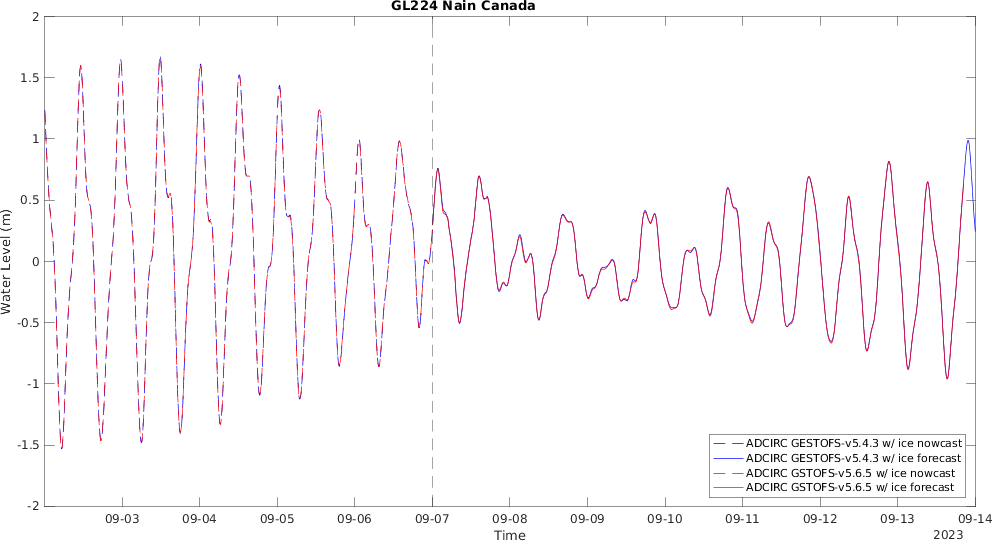 GL224 Nain Canada
2
1.5
1
0.5
0
-0.5
-1
-1.5
-2
Water Level (m)
09-03 09-04 09-05 09-06 09-07 09-08 09-09 09-10 09-11 09-12 09-13 09-14
Time
2023
ADCIRC GESTOFS-v5.4.3 w/ ice nowcast
ADCIRC GESTOFS-v5.4.3 w/ ice forecast
ADCIRC GSTOFS-v5.6.5 w/ ice nowcast
ADCIRC GSTOFS-v5.6.5 w/ ice forecast